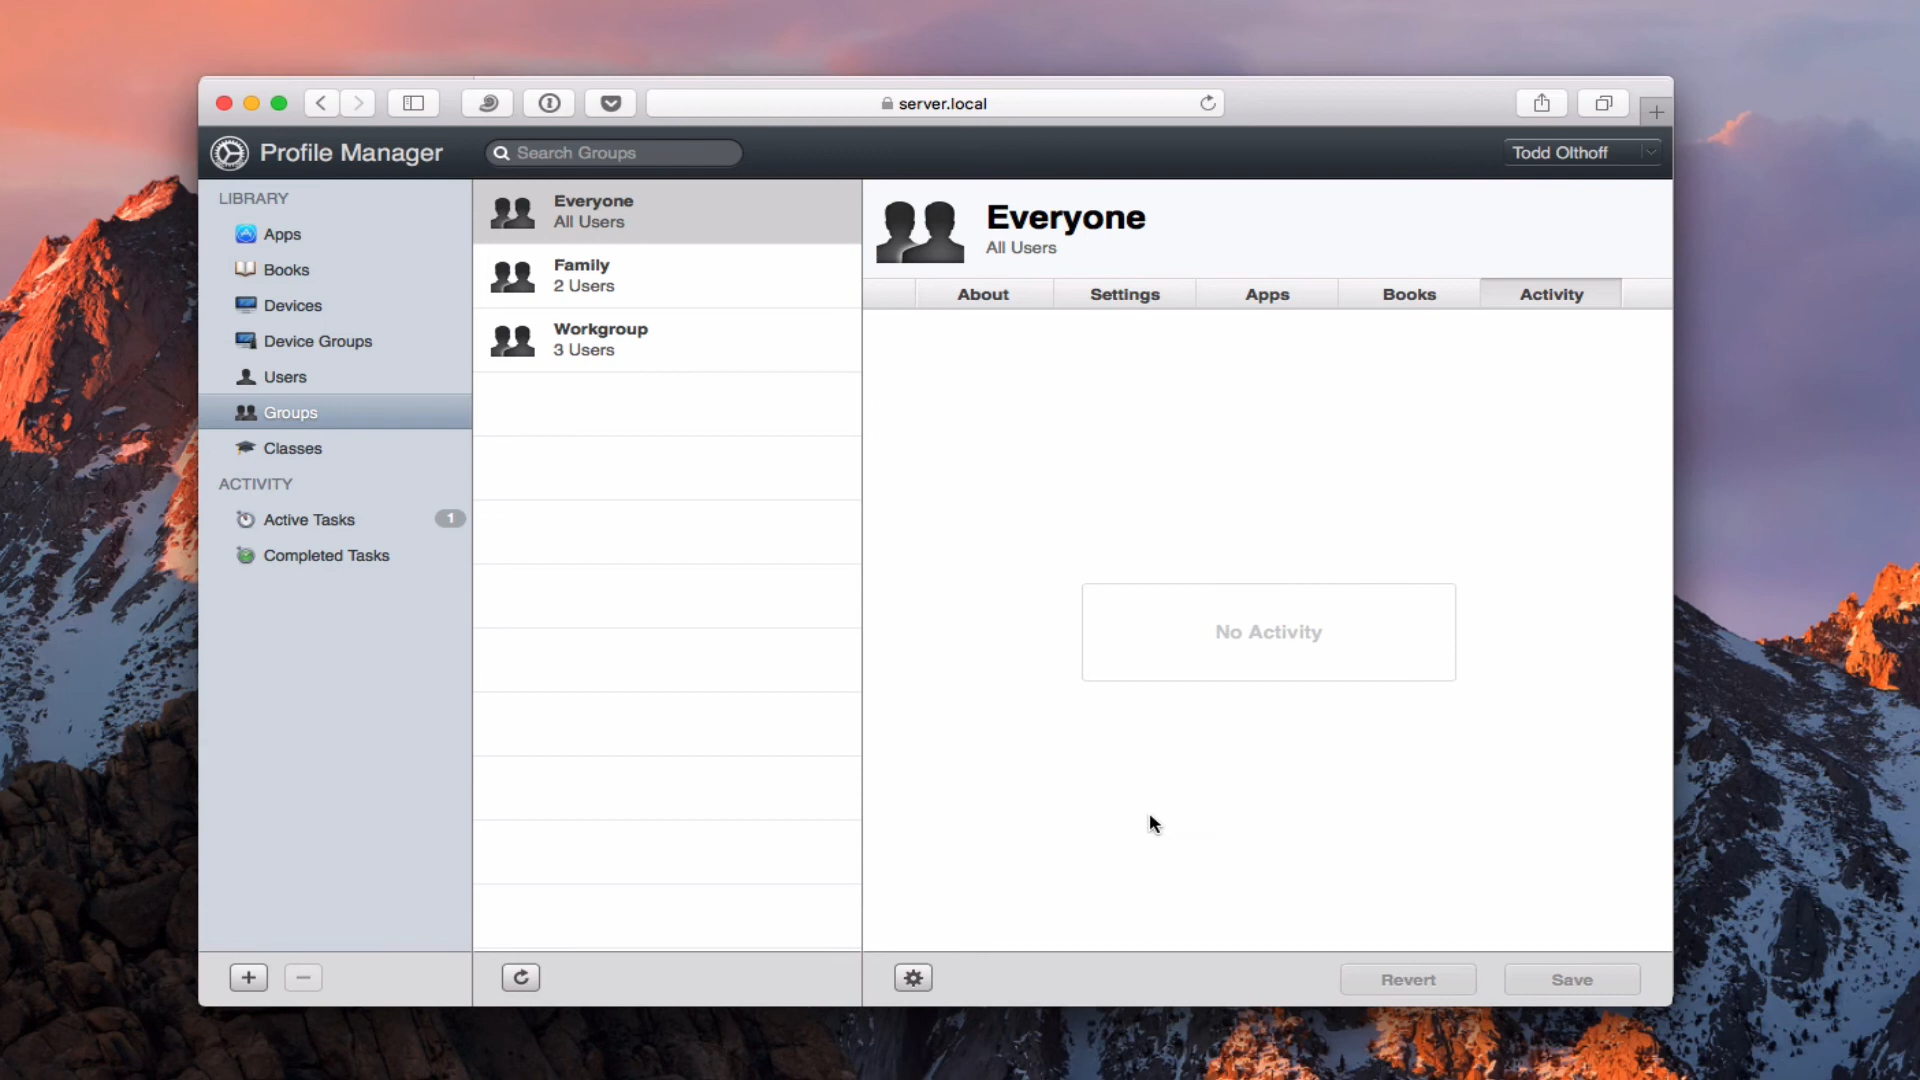 server.local
Profile Manager
Search Groups
Todd Olthoff
LIBRARY
Apps
Books
Devices
Device Groups
Users
Groups
Classes
ACTIVITY
Active Tasks
1
Completed Tasks
Everyone
All Users
Family
2 Users
Workgroup
3 Users
Everyone
All Users
About
Settings
Apps
Books
Activity
No Activity
Revert
Save